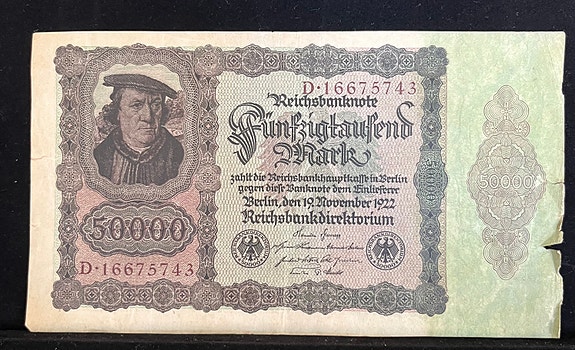 D·16675743
Reichsbanknote
Fünfzigtausend
Mark
zahlt die Reichsbankhauptkasse in Berlin
gegen diese Banknote dem Einlieferer
Berlin, den 19. November 1922
Reichsbankdirektorium
50000
D·16675743
50000
50000